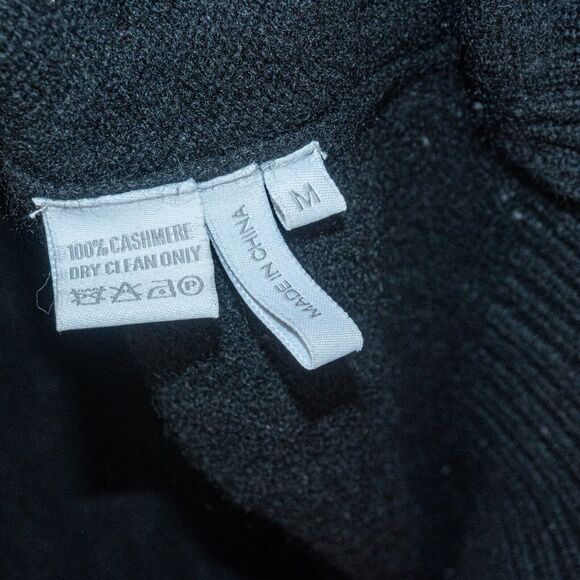 100% CASHMERE
DRY CLEAN ONLY
P
MADE IN CHINA
M